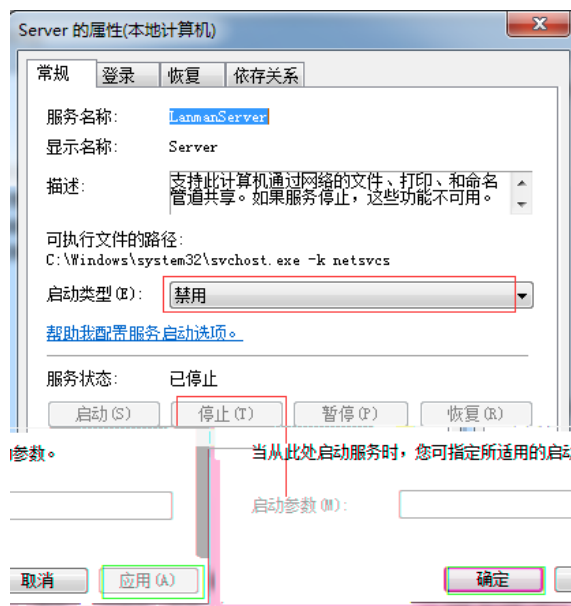 Server 的属性(本地计算机)
常规 登录 恢复 依存关系
服务名称: LanmanServer
显示名称: Server
描述: 支持此计算机通过网络的文件、打印、和命名
管道共享。如果服务停止，这些功能不可用。
可执行文件的路径:
C:\Windows\system32\svchost.exe -k netsvcs
启动类型(E): 禁用
帮助我配置服务启动选项。
服务状态: 已停止
启动(S) 停止(T) 暂停(P) 恢复(R)
参数。 当从此处启动服务时，您可指定所适用的启动
启动参数(M):
取消 应用(A) 确定